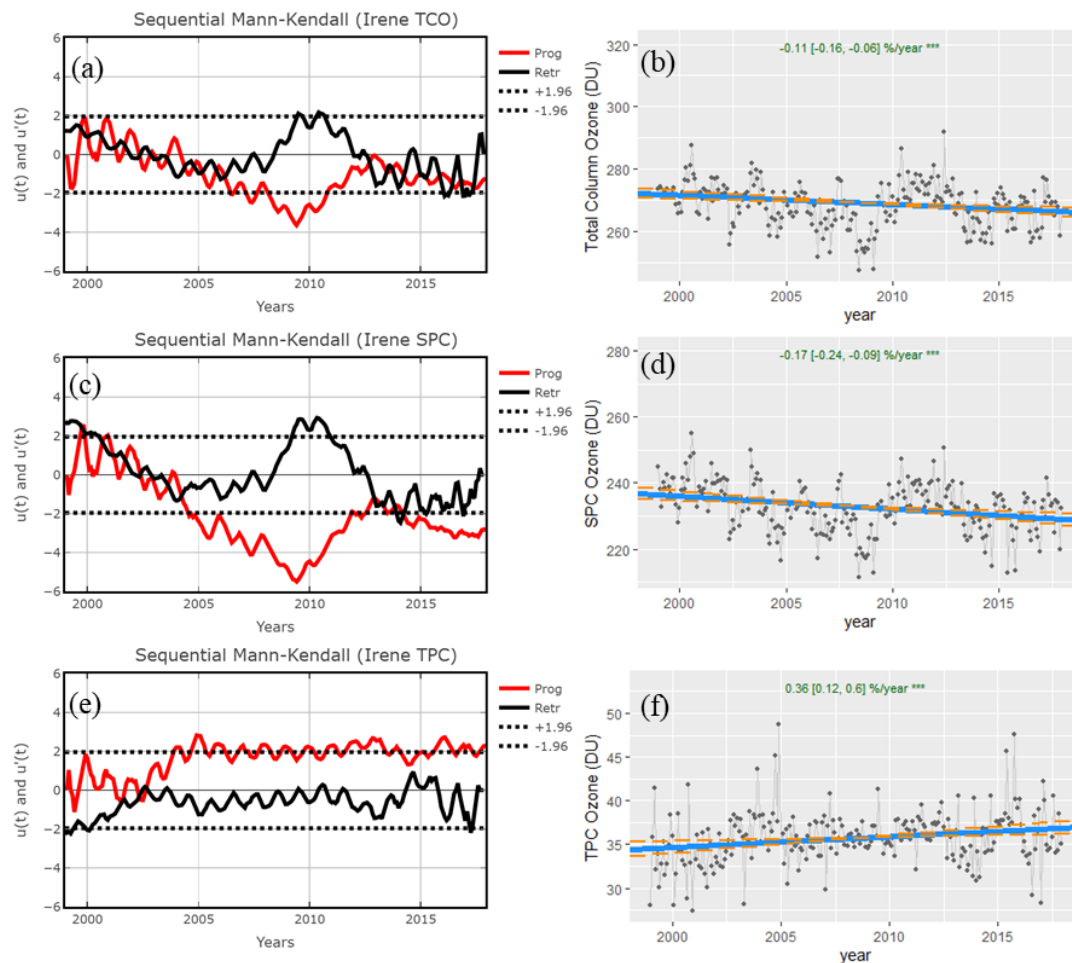 Sequential Mann-Kendall (Irene TCO)
(a)
u(t) and u'(t)
6
4
2
0
−2
−4
−6
2000 2005 2010 2015
Years
Prog
Retr
+1.96
-1.96
(b)
-0.11 [-0.16, -0.06] %/year ***
Total Column Ozone (DU)
320
300
280
260
2000 2005 2010 2015
year
Sequential Mann-Kendall (Irene SPC)
(c)
u(t) and u'(t)
6
4
2
0
−2
−4
−6
2000 2005 2010 2015
Years
Prog
Retr
+1.96
-1.96
(d)
-0.17 [-0.24, -0.09] %/year ***
SPC Ozone (DU)
280
260
240
220
2000 2005 2010 2015
year
Sequential Mann-Kendall (Irene TPC)
(e)
u(t) and u'(t)
6
4
2
0
−2
−4
−6
2000 2005 2010 2015
Years
Prog
Retr
+1.96
-1.96
(f)
0.36 [0.12, 0.6] %/year ***
TPC Ozone (DU)
50
45
40
35
30
2000 2005 2010 2015
year